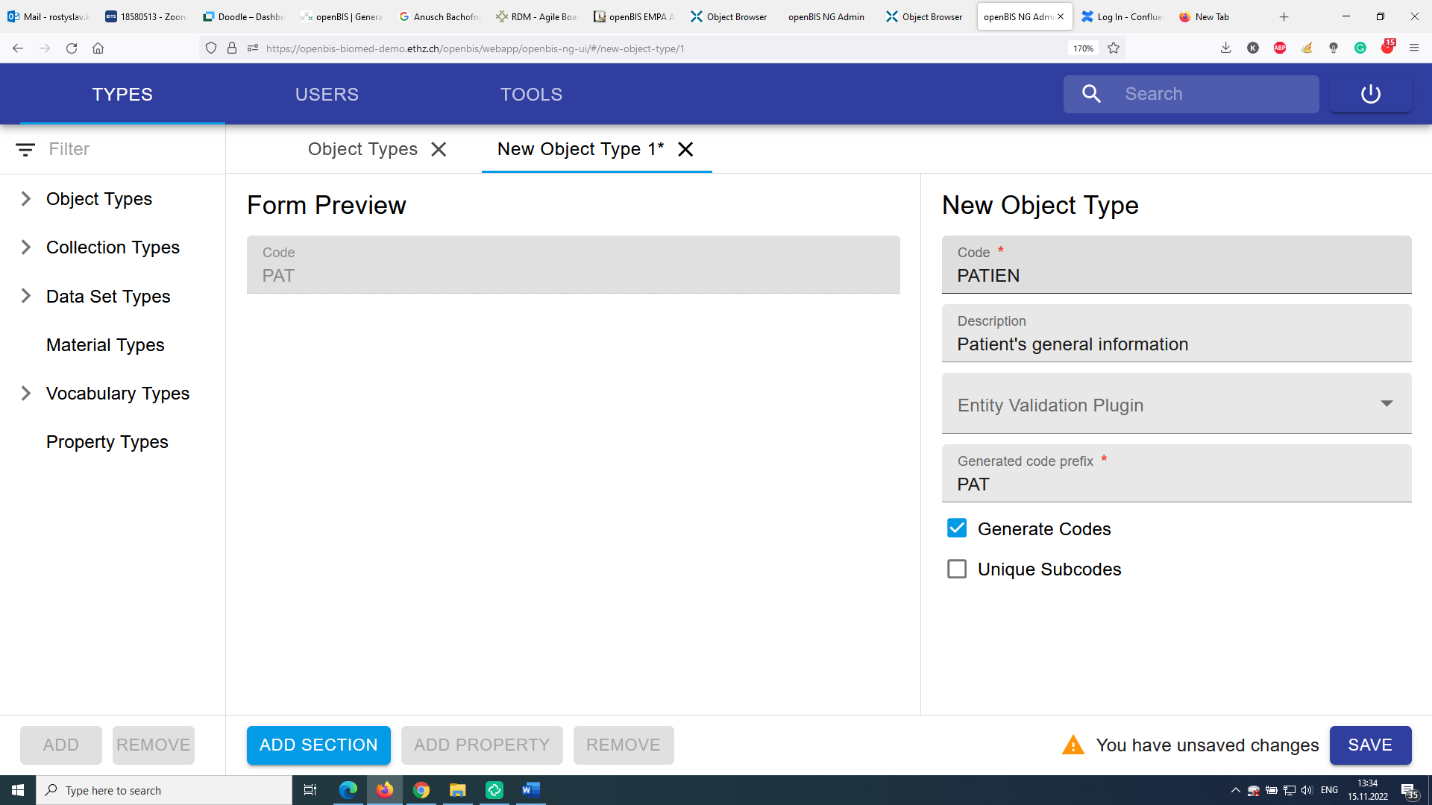 Mail - rostyslav.k
18580513 - Zoom
Doodle – Dashbo
openBIS | Genera
Anusch Bachofne
RDM - Agile Boa
openBIS EMPA A
Object Browser
openBIS NG Admin
Object Browser
openBIS NG Admi
Log In - Conflue
New Tab
https://openbis-biomed-demo.ethz.ch/openbis/webapp/openbis-ng-ui/#/new-object-type/1
170%
K
ABP
G
15
TYPES
USERS
TOOLS
Search
Filter
Object Types
New Object Type 1*
Object Types
Collection Types
Data Set Types
Material Types
Vocabulary Types
Property Types
Form Preview
Code
PAT
New Object Type
Code *
PATIEN
Description
Patient's general information
Entity Validation Plugin
Generated code prefix *
PAT
Generate Codes
Unique Subcodes
ADD
REMOVE
ADD SECTION
ADD PROPERTY
REMOVE
You have unsaved changes
SAVE
Type here to search
ENG
13:34
15.11.2022
35